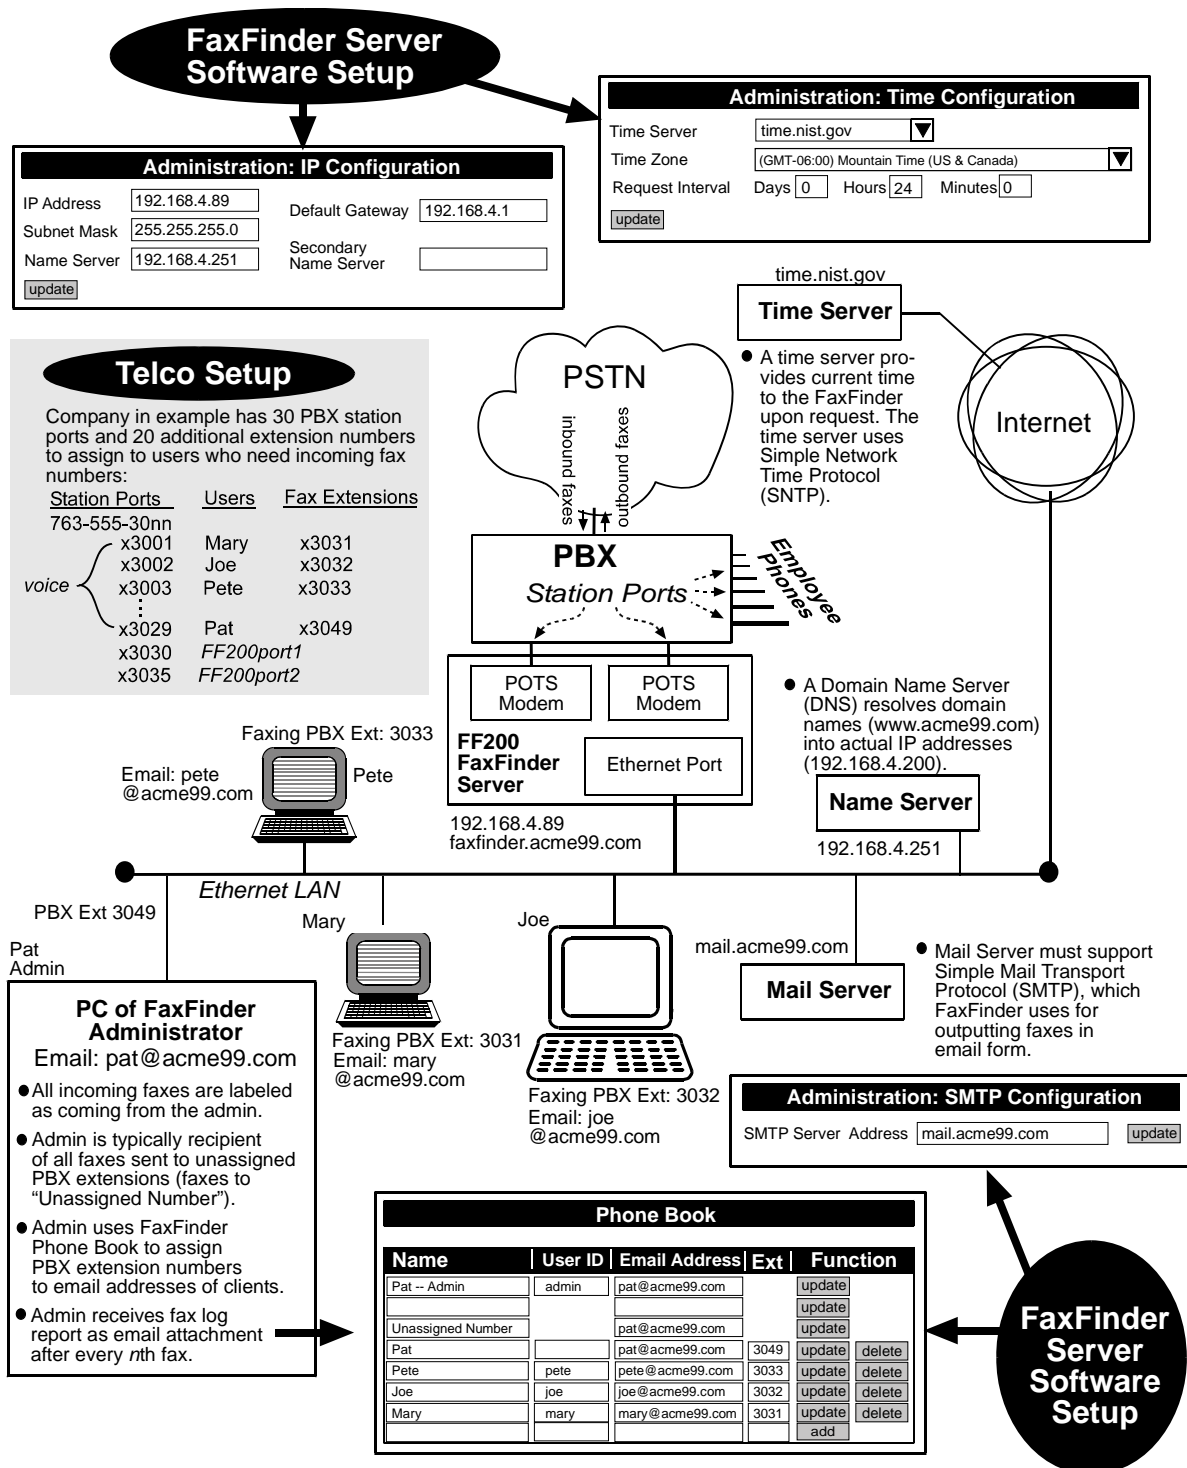 FaxFinder Server
Software Setup
Administration: Time Configuration
Time Server time.nist.gov
Time Zone (GMT-06:00) Mountain Time (US & Canada)
Request Interval Days 0 Hours 24 Minutes 0
update
Administration: IP Configuration
IP Address 192.168.4.89
Subnet Mask 255.255.255.0
Name Server 192.168.4.251
Default Gateway 192.168.4.1
Secondary
Name Server
update
time.nist.gov
Time Server
● A time server pro-
vides current time
to the FaxFinder
upon request. The
time server uses
Simple Network
Time Protocol
(SNTP).
Internet
Telco Setup
Company in example has 30 PBX station
ports and 20 additional extension numbers
to assign to users who need incoming fax
numbers:
Station Ports Users Fax Extensions
763-555-30nn
x3001 Mary x3031
x3002 Joe x3032
voice x3003 Pete x3033
x3029 Pat x3049
x3030 FF200port1
x3035 FF200port2
PSTN
inbound faxes
outbound faxes
PBX
Station Ports
Employee
Phones
POTS
Modem
POTS
Modem
FF200
FaxFinder
Server
Ethernet Port
192.168.4.89
faxfinder.acme99.com
● A Domain Name Server
(DNS) resolves domain
names (www.acme99.com)
into actual IP addresses
(192.168.4.200).
Name Server
192.168.4.251
Faxing PBX Ext: 3033
Email: pete
@acme99.com
Pete
Ethernet LAN
PBX Ext 3049
Pat
Admin
Mary
Faxing PBX Ext: 3031
Email: mary
@acme99.com
Joe
Faxing PBX Ext: 3032
Email: joe
@acme99.com
mail.acme99.com
Mail Server
● Mail Server must support
Simple Mail Transport
Protocol (SMTP), which
FaxFinder uses for
outputting faxes in
email form.
PC of FaxFinder
Administrator
Email: pat@acme99.com
● All incoming faxes are labeled
as coming from the admin.
● Admin is typically recipient
of all faxes sent to unassigned
PBX extensions (faxes to
“Unassigned Number”).
● Admin uses FaxFinder
Phone Book to assign
PBX extension numbers
to email addresses of clients.
● Admin receives fax log
report as email attachment
after every nth fax.
Administration: SMTP Configuration
SMTP Server Address mail.acme99.com update
Phone Book
Name User ID Email Address Ext Function
Pat -- Admin admin pat@acme99.com update
update
Unassigned Number pat@acme99.com update
Pat pat@acme99.com 3049 update delete
Pete pete pete@acme99.com 3033 update delete
Joe joe joe@acme99.com 3032 update delete
Mary mary mary@acme99.com 3031 update delete
add
FaxFinder
Server
Software
Setup